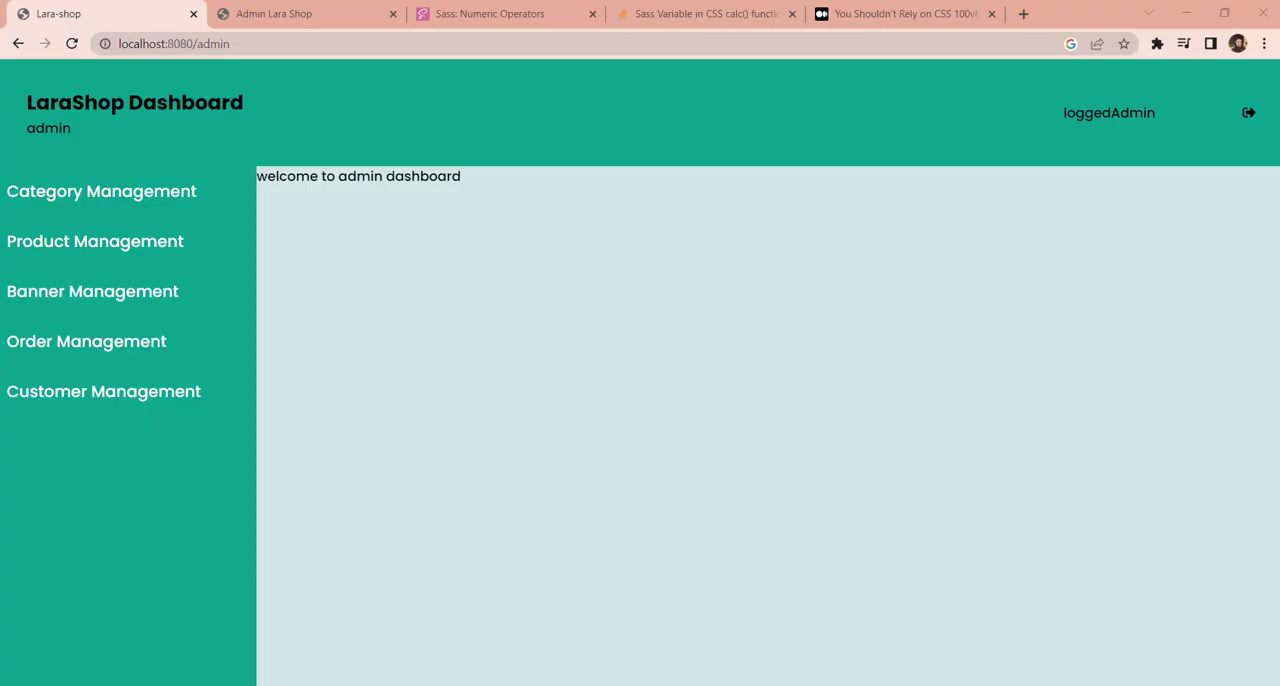 Lara-shop
Admin Lara Shop
Sass: Numeric Operators
Sass Variable in CSS calc() functi
You Shouldn't Rely on CSS 100vh
localhost:8080/admin
LaraShop Dashboard
admin
loggedAdmin
Category Management
Product Management
Banner Management
Order Management
Customer Management
welcome to admin dashboard